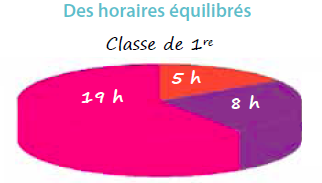 Des horaires équilibrés
Classe de 1re
5 h
19 h
8 h